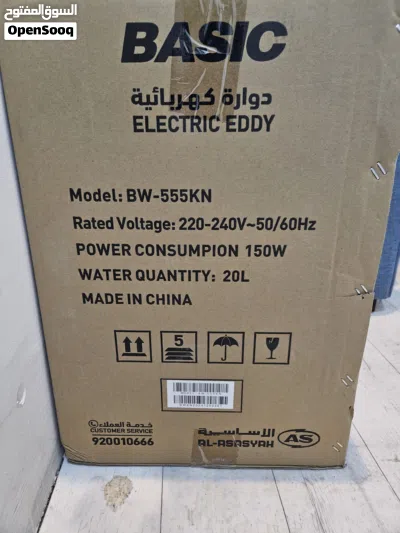 السوق المفتوح
OpenSooq
BASIC
دوارة كهربائية
ELECTRIC EDDY
Model: BW-555KN
Rated Voltage: 220-240V~50/60Hz
POWER CONSUMPION 150W
WATER QUANTITY: 20L
MADE IN CHINA
5
خدمة العملاء
CUSTOMER SERVICE
920010666
الأساسية
AL-ASASYAH
AS